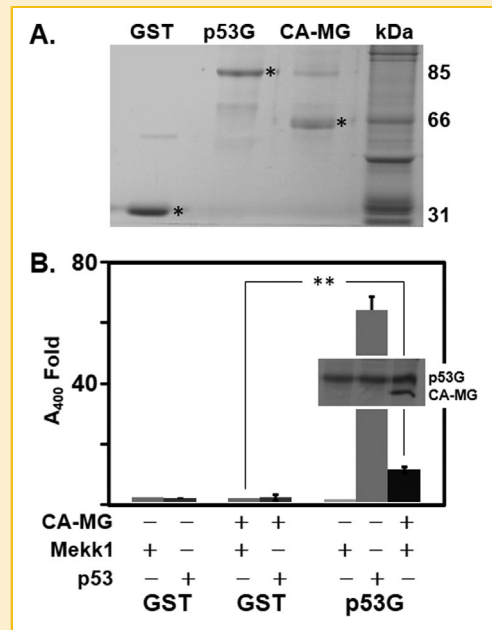 A.
GST p53G CA-MG kDa
*
*
*
85
66
31
B.
80
40
A400 Fold
**
p53G
CA-MG
CA-MG − − + + − − +
Mekk1 + − + − + − +
p53 − + − + − + −
GST GST p53G